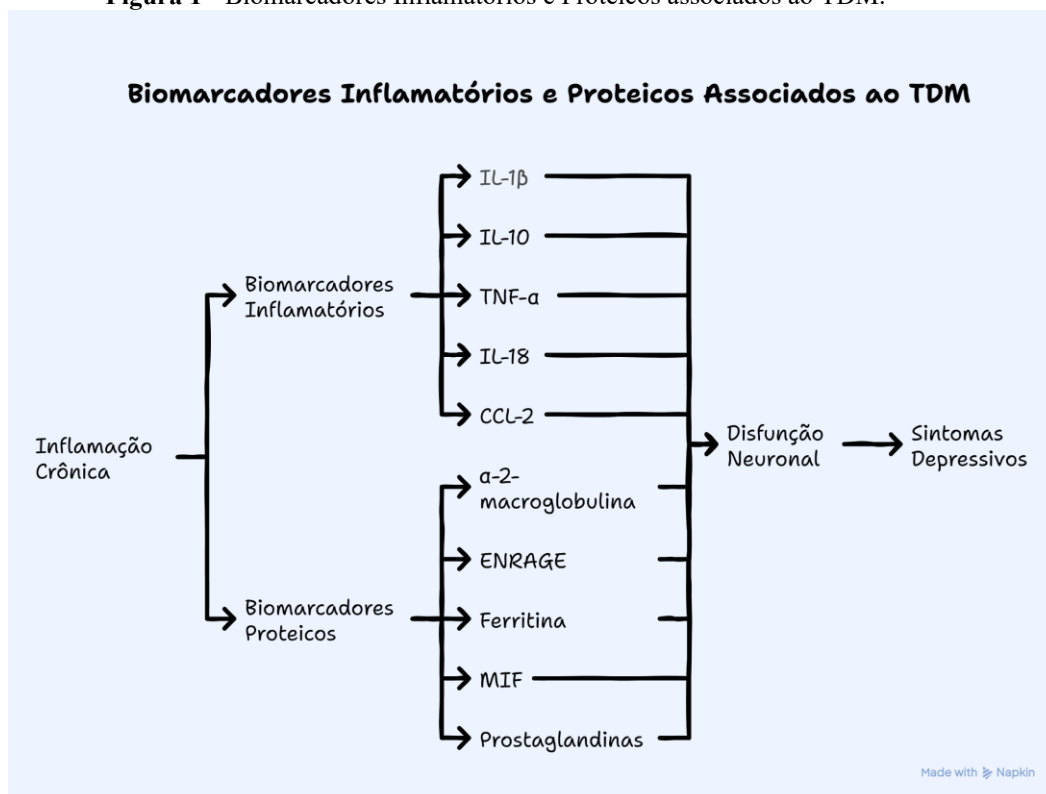 Figura 1 - Biomarcadores Inflamatórios e Proteicos associados ao TDM.
Biomarcadores Inflamatórios e Proteicos Associados ao TDM
IL-1β
IL-10
Biomarcadores
Inflamatórios
TNF-α
IL-18
CCL-2
Inflamação
Crônica
Disfunção
Neuronal
Sintomas
Depressivos
α-2-
macroglobulina
ENRAGE
Biomarcadores
Proteicos
Ferritina
MIF
Prostaglandinas
Made with Napkin